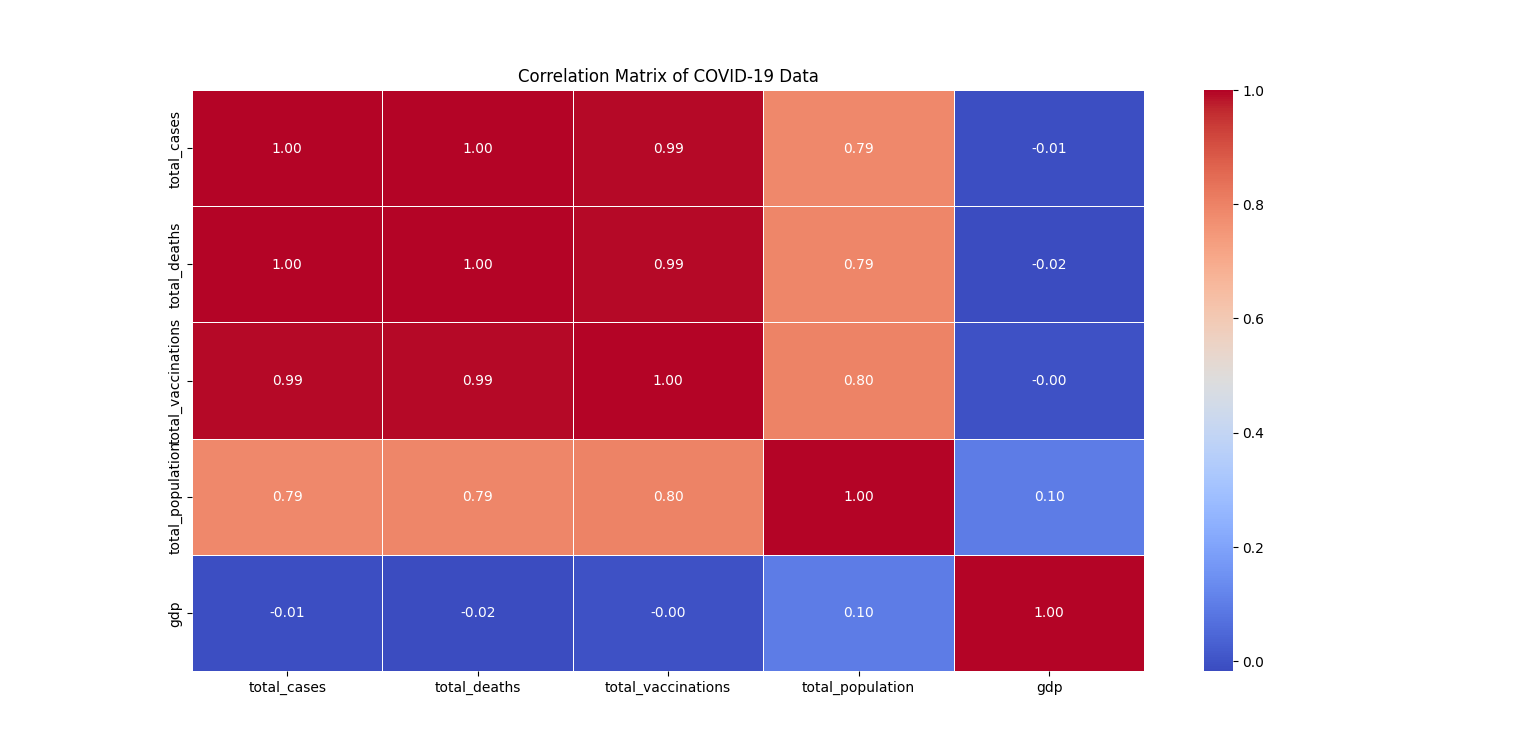 Correlation Matrix of COVID-19 Data
total_cases 1.00 1.00 0.99 0.79 -0.01
total_deaths 1.00 1.00 0.99 0.79 -0.02
total_vaccinations 0.99 0.99 1.00 0.80 -0.00
total_population 0.79 0.79 0.80 1.00 0.10
gdp -0.01 -0.02 -0.00 0.10 1.00
total_cases total_deaths total_vaccinations total_population gdp
1.0
0.8
0.6
0.4
0.2
0.0